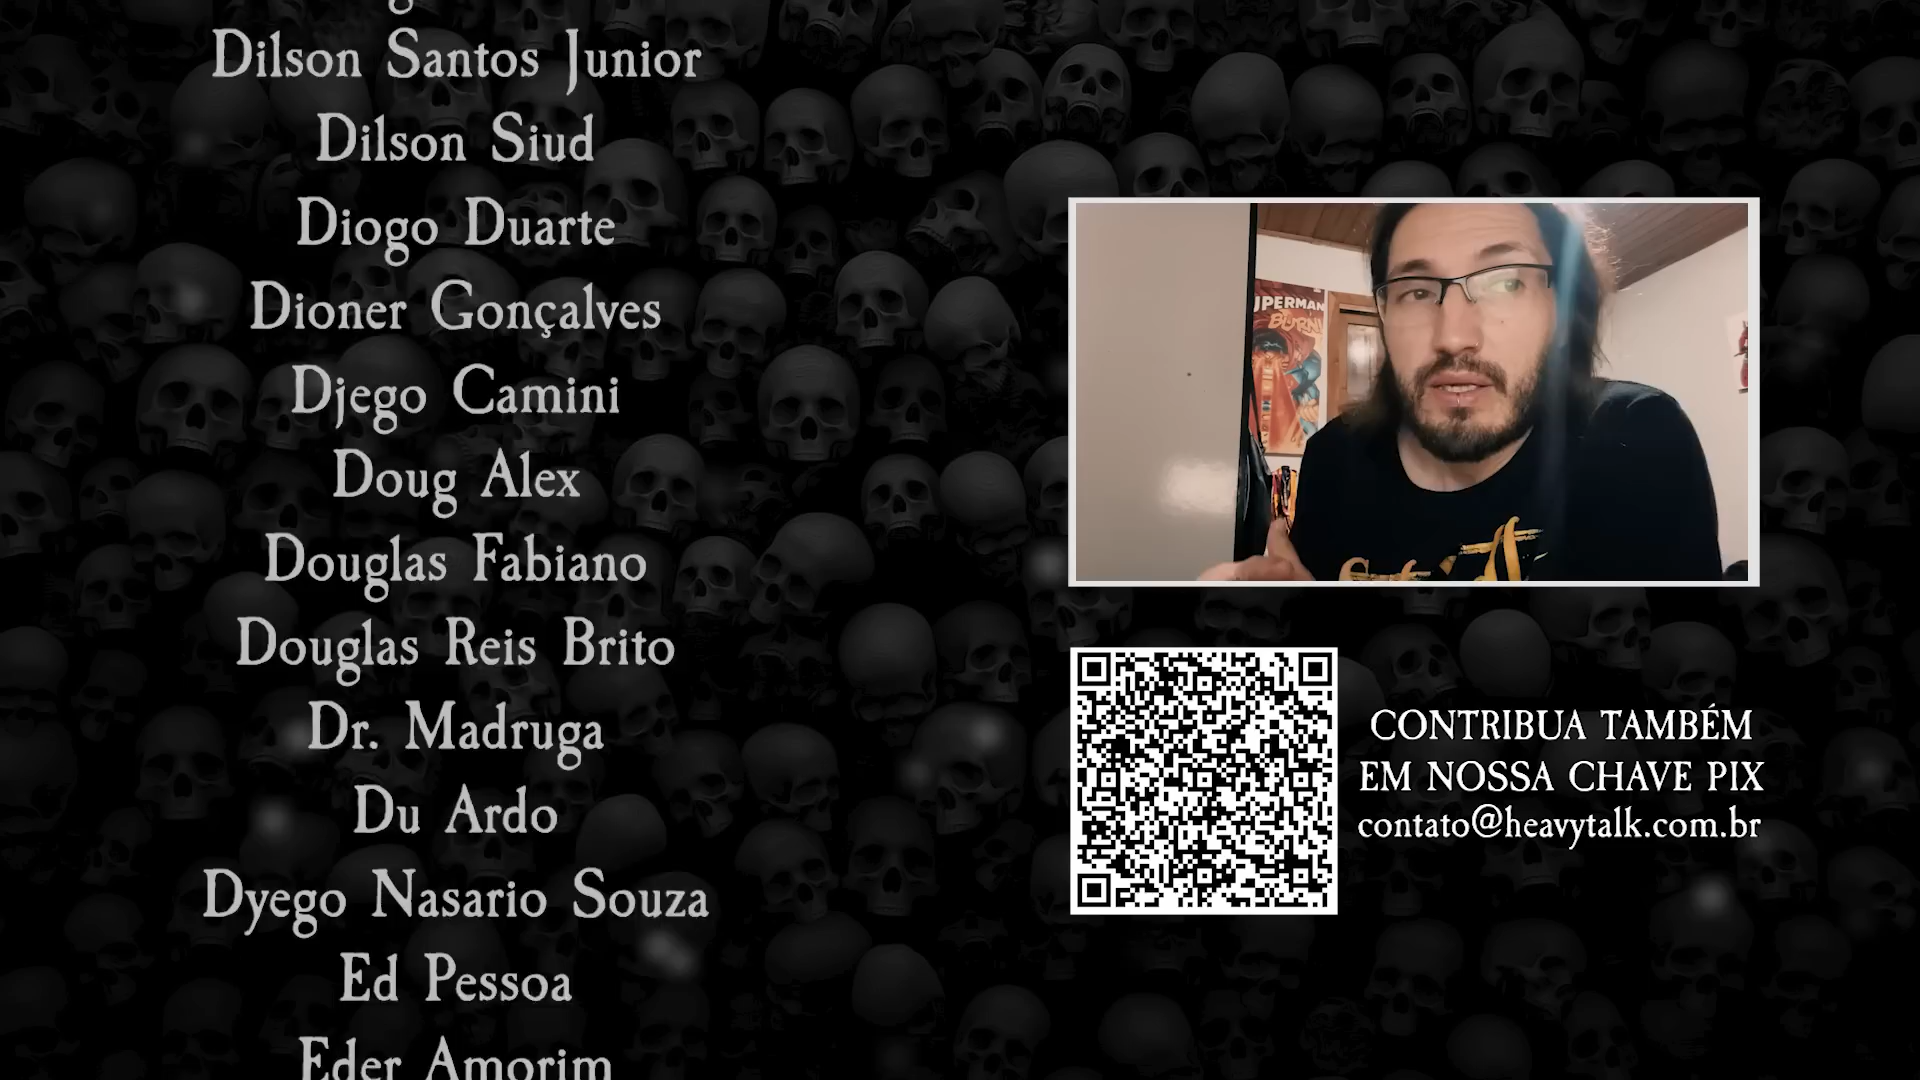 Dilson Santos Junior
Dilson Siud
Diogo Duarte
Dioner Gonçalves
Djego Camini
Doug Alex
Douglas Fabiano
Douglas Reis Brito
Dr. Madruga
Du Ardo
Dyego Nasario Souza
Ed Pessoa
Eder Amorim
UPERMAN
BURN
CONTRIBUA TAMBÉM
EM NOSSA CHAVE PIX
contato@heavytalk.com.br